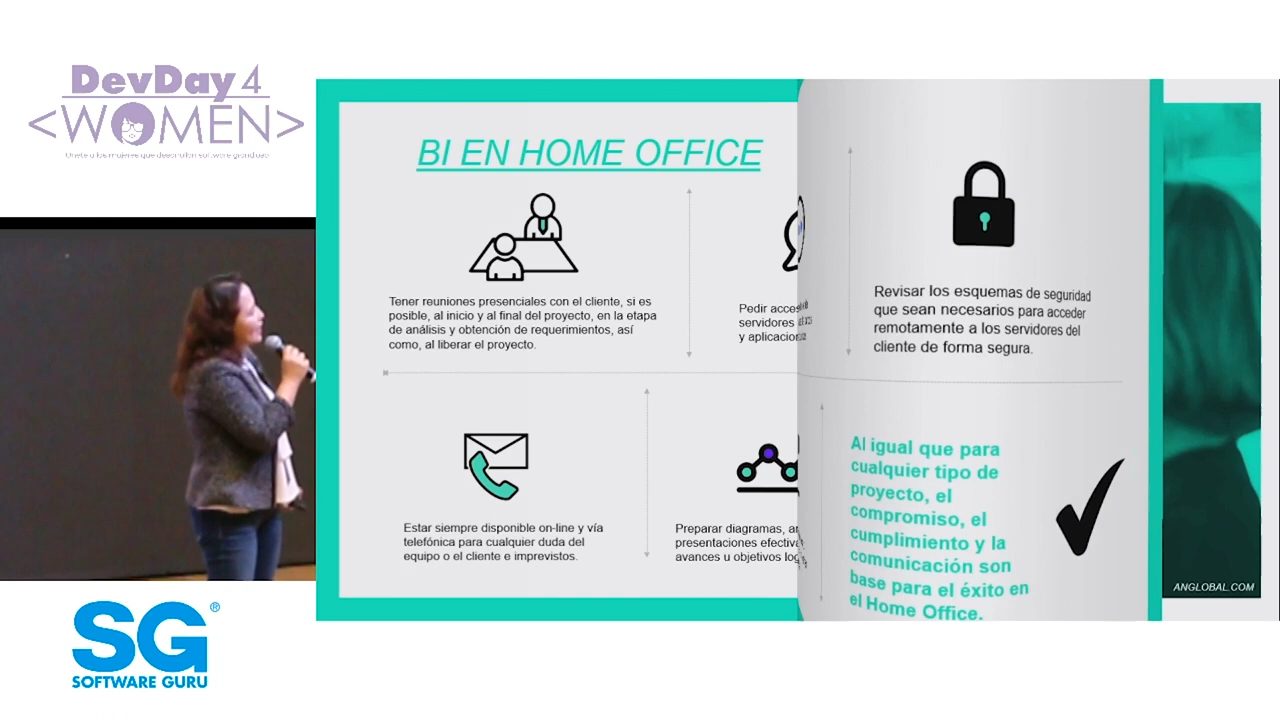 DevDay4
<WOMEN>
BI EN HOME OFFICE
Tener reuniones presenciales con el cliente, si es
posible, al inicio y al final del proyecto, en la etapa
de análisis y obtención de requerimientos, así
como, al liberar el proyecto.
Pedir
servidores
y
Revisar los esquemas de seguridad
que sean necesarios para acceder
remotamente a los servidores del
cliente de forma segura.
Estar siempre disponible on-line y vía
telefónica para cualquier duda del
equipo o el cliente e imprevistos.
Preparar diagramas,
presentaciones
avances u objetivos
Al igual que para
cualquier tipo de
proyecto, el
compromiso, el
cumplimiento y la
comunicación son
base para el éxito en
el Home Office.
ANGLOBAL.COM
SG®
SOFTWARE GURU